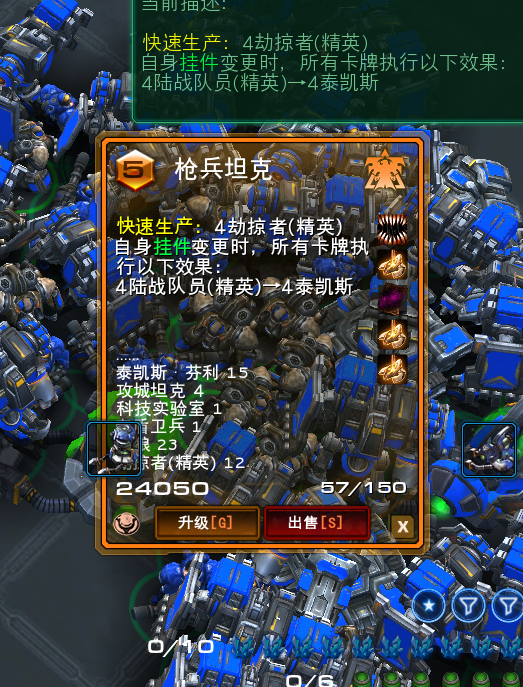 当前描述:
快速生产: 4劫掠者(精英)
自身挂件变更时, 所有卡牌执行以下效果:
4陆战队员(精英)→4泰凯斯
5
枪兵坦克
快速生产: 4劫掠者(精英)
自身挂件变更时, 所有卡牌执
行以下效果:
4陆战队员(精英)→4泰凯斯
......
泰凯斯·芬利 15
攻城坦克 4
科技实验室 1
卫兵 1
狼 23
掠者(精英) 12
24050
57/150
升级[G]
出售[S]
X
0/10
0/6